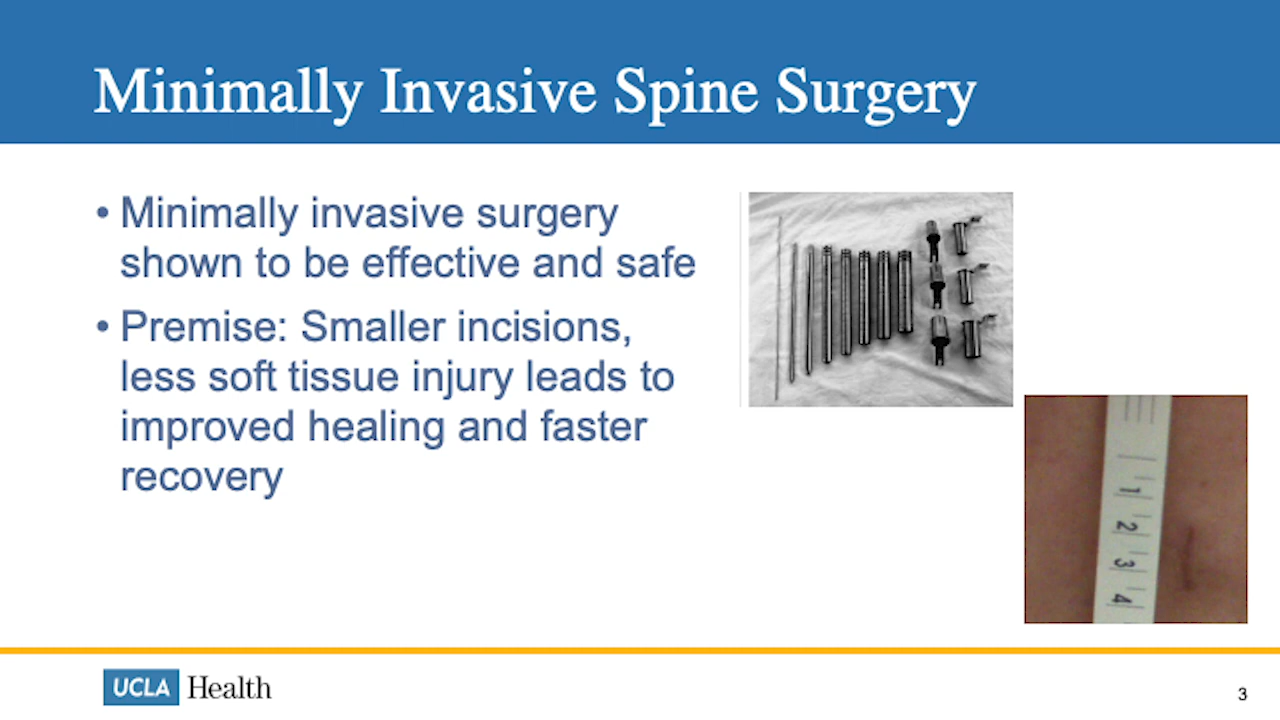 Minimally Invasive Spine Surgery
• Minimally invasive surgery
shown to be effective and safe
• Premise: Smaller incisions,
less soft tissue injury leads to
improved healing and faster
recovery
1
2
3
4
UCLA Health
3